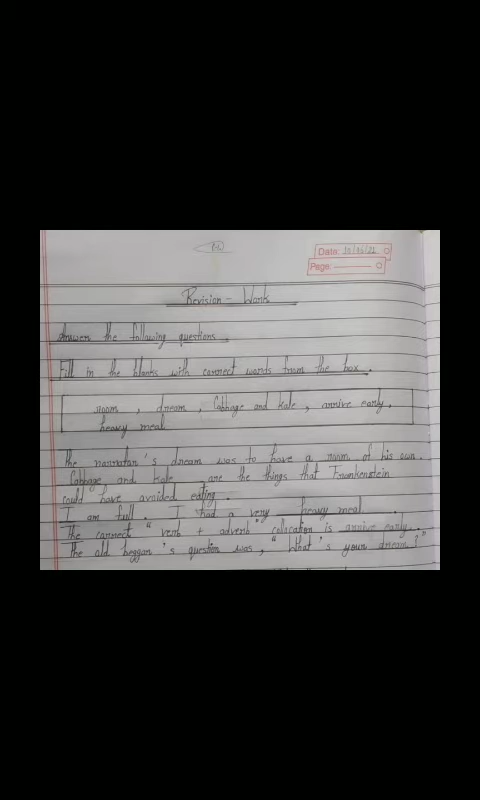 Date: 10/16/21
Page:
Revision - Work
Answers the following questions.
Fill in the blanks with correct words from the box.
room, dream, Cabbage and Kale, arrive early,
heavy meal
The narrator's dream was to have a room of his own.
Cabbage and Kale are the things that Frankenstein
could have avoided eating.
I am full. I had a very heavy meal.
The correct "verb + adverb" collocation is arrive early.
The old beggar's question was, "What's your dream?"